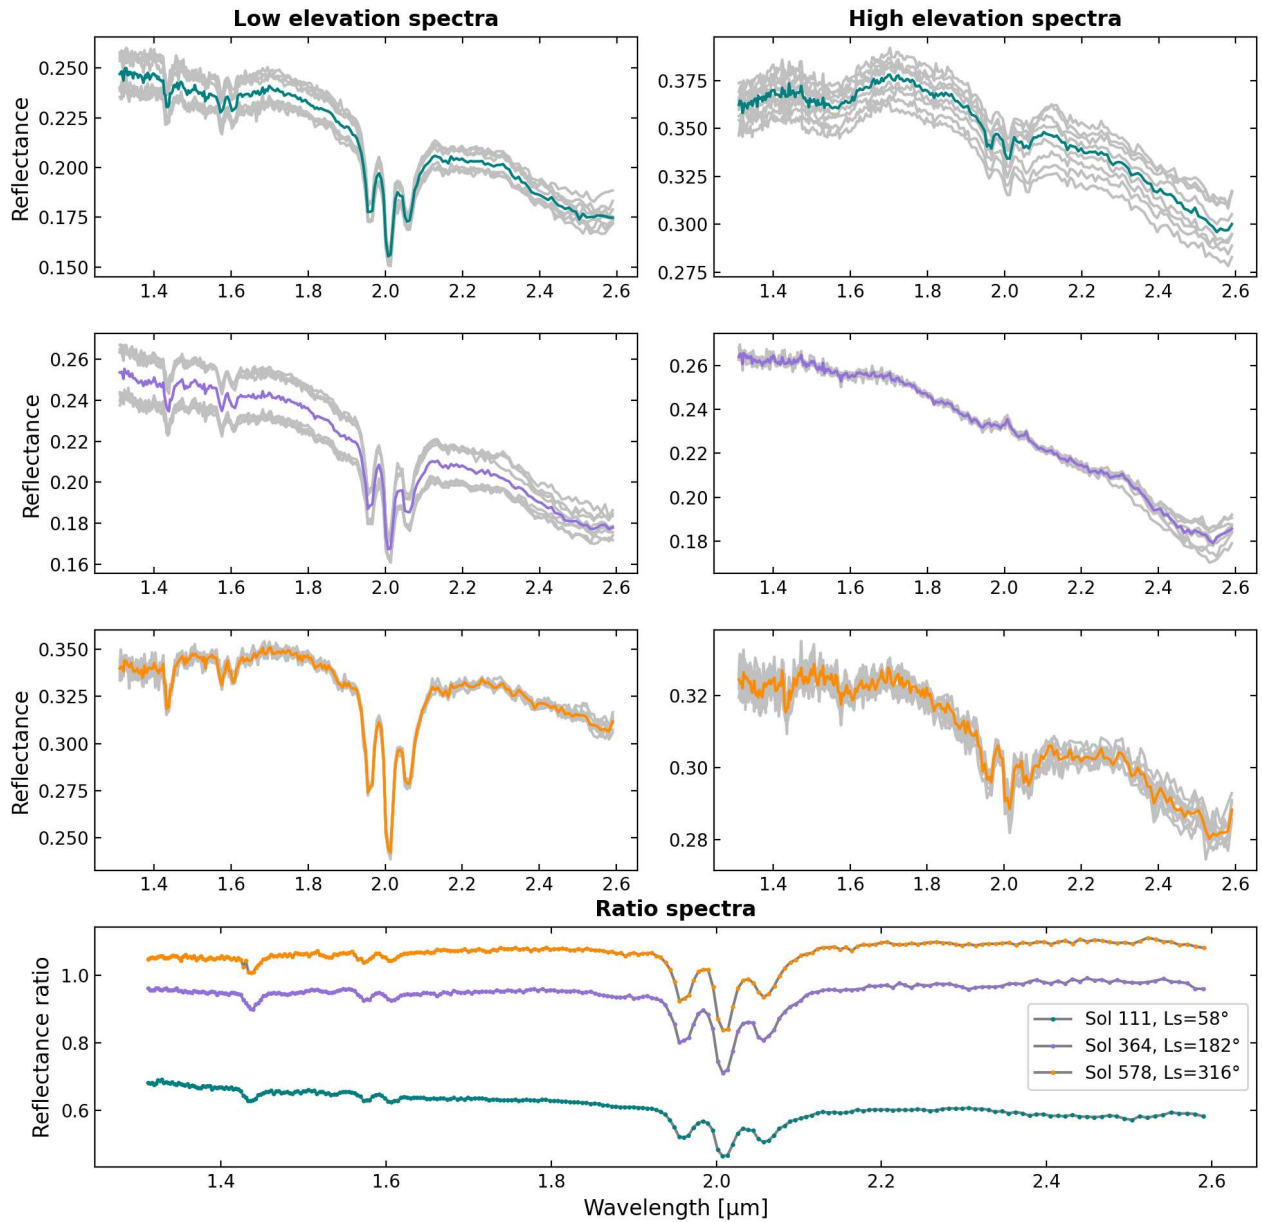 Low elevation spectra
High elevation spectra
Reflectance
0.250
0.225
0.200
0.175
0.150
1.4 1.6 1.8 2.0 2.2 2.4 2.6
0.375
0.350
0.325
0.300
0.275
1.4 1.6 1.8 2.0 2.2 2.4 2.6
Reflectance
0.26
0.24
0.22
0.20
0.18
0.16
1.4 1.6 1.8 2.0 2.2 2.4 2.6
0.26
0.24
0.22
0.20
0.18
1.4 1.6 1.8 2.0 2.2 2.4 2.6
Reflectance
0.350
0.325
0.300
0.275
0.250
1.4 1.6 1.8 2.0 2.2 2.4 2.6
0.32
0.30
0.28
1.4 1.6 1.8 2.0 2.2 2.4 2.6
Ratio spectra
Reflectance ratio
1.0
0.8
0.6
Sol 111, Ls=58°
Sol 364, Ls=182°
Sol 578, Ls=316°
1.4 1.6 1.8 2.0 2.2 2.4 2.6
Wavelength [μm]